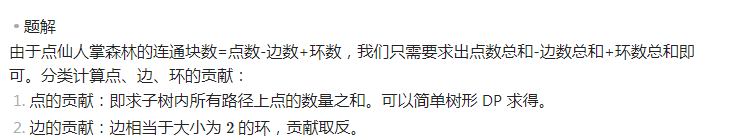 • 题解
由于点仙人掌森林的连通块数=点数-边数+环数，我们只需要求出点数总和-边数总和+环数总和即
可。分类计算点、边、环的贡献：
1. 点的贡献：即求子树内所有路径上点的数量之和。可以简单树形 DP 求得。
2. 边的贡献：边相当于大小为 2 的环，贡献取反。